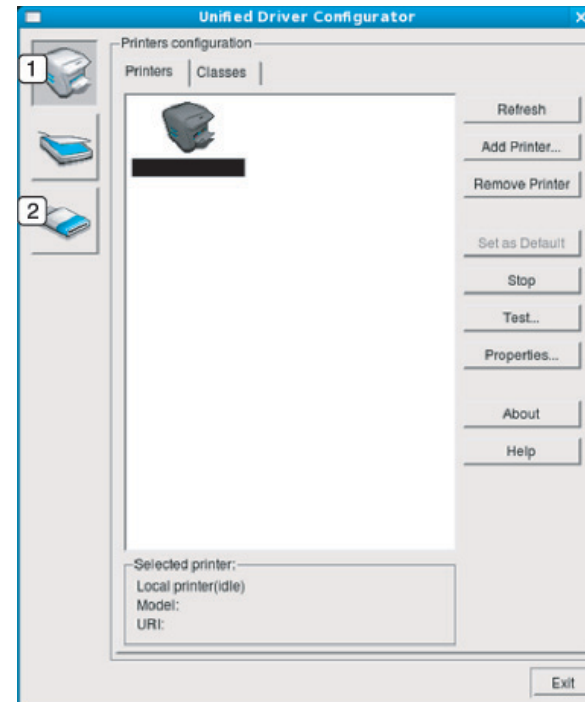 Unified Driver Configurator
Printers configuration
1
Printers Classes
Refresh
Add Printer...
Remove Printer
2
Set as Default
Stop
Test...
Properties...
About
Help
Selected printer:
Local printer(idle)
Model:
URI:
Exit